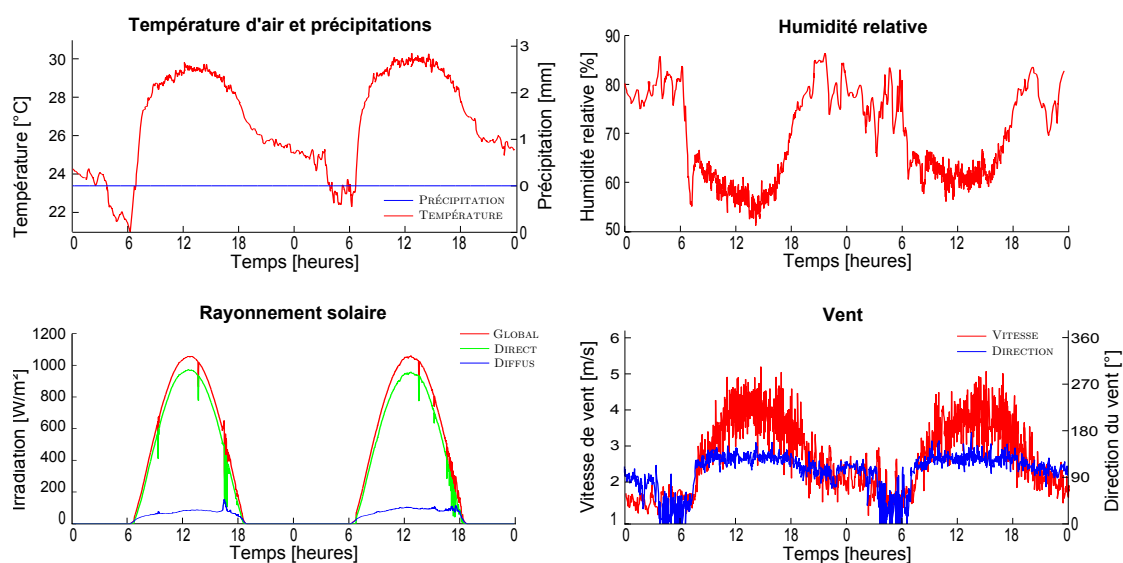 Température d'air et précipitations
Température [°C]
30
28
26
24
22
Précipitation [mm]
3
2
1
0
0
PRÉCIPITATION
TEMPÉRATURE
0 6 12 18 0 6 12 18 0
Temps [heures]
Humidité relative
Humidité relative [%]
90
80
70
60
50
0 6 12 18 0 6 12 18 0
Temps [heures]
Rayonnement solaire
Irradiation [W/m²]
1200
1000
800
600
400
200
0
GLOBAL
DIRECT
DIFFUS
0 6 12 18 0 6 12 18 0
Temps [heures]
Vent
Vitesse de vent [m/s]
6
5
4
3
2
1
Direction du vent [°]
360
270
180
90
0
VITESSE
DIRECTION
0 6 12 18 0 6 12 18 0
Temps [heures]